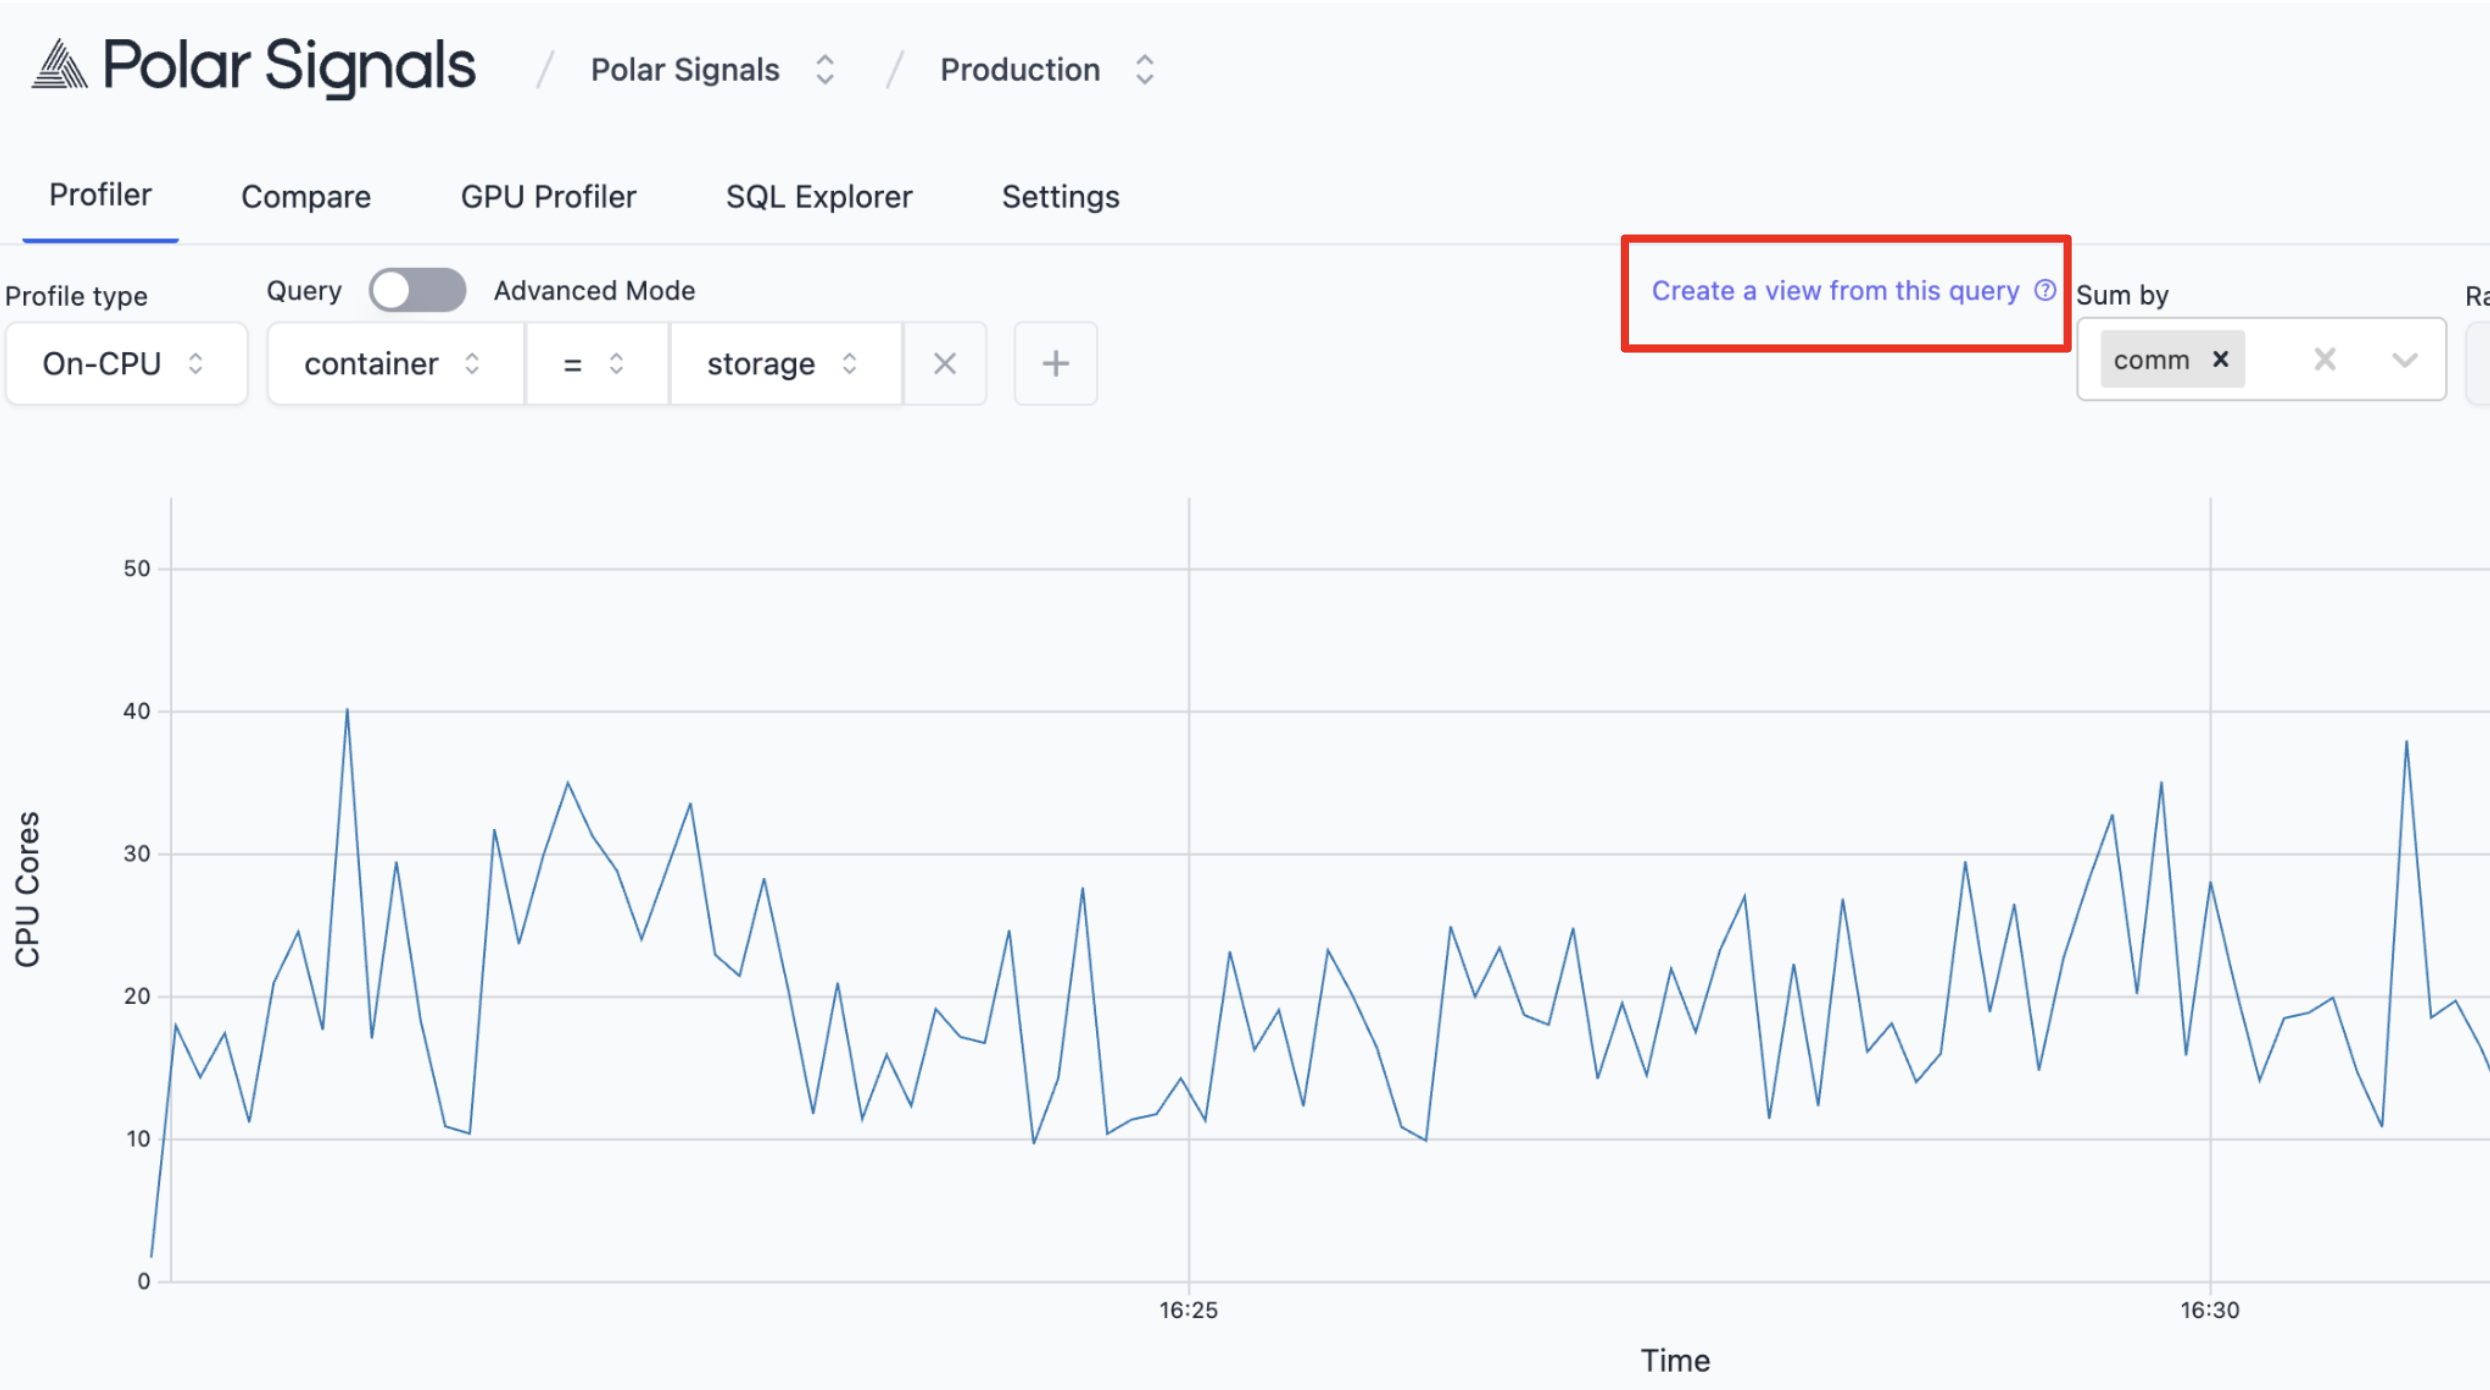 Polar Signals / Polar Signals / Production
Profiler Compare GPU Profiler SQL Explorer Settings
Profile type Query Advanced Mode Create a view from this query Sum by Ra
On-CPU container = storage comm
50
40
30
20
10
0
CPU Cores
16:25 16:30
Time